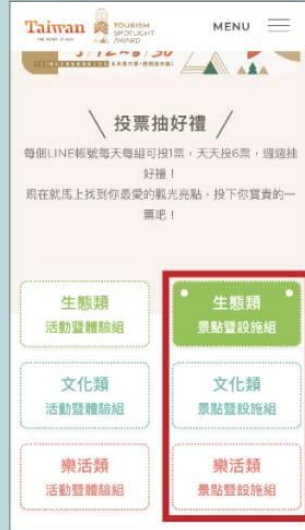 Taiwan
TOURISM
SPOTLIGHT
AWARD
MENU
投票抽好禮
每個LINE帳號每天每組可投1票，天天投6票，週週抽
好禮！
現在就馬上找到你最愛的觀光亮點，投下你寶貴的一
票吧！
生態類
活動暨體驗組
生態類
景點暨設施組
文化類
活動暨體驗組
文化類
景點暨設施組
樂活類
活動暨體驗組
樂活類
景點暨設施組